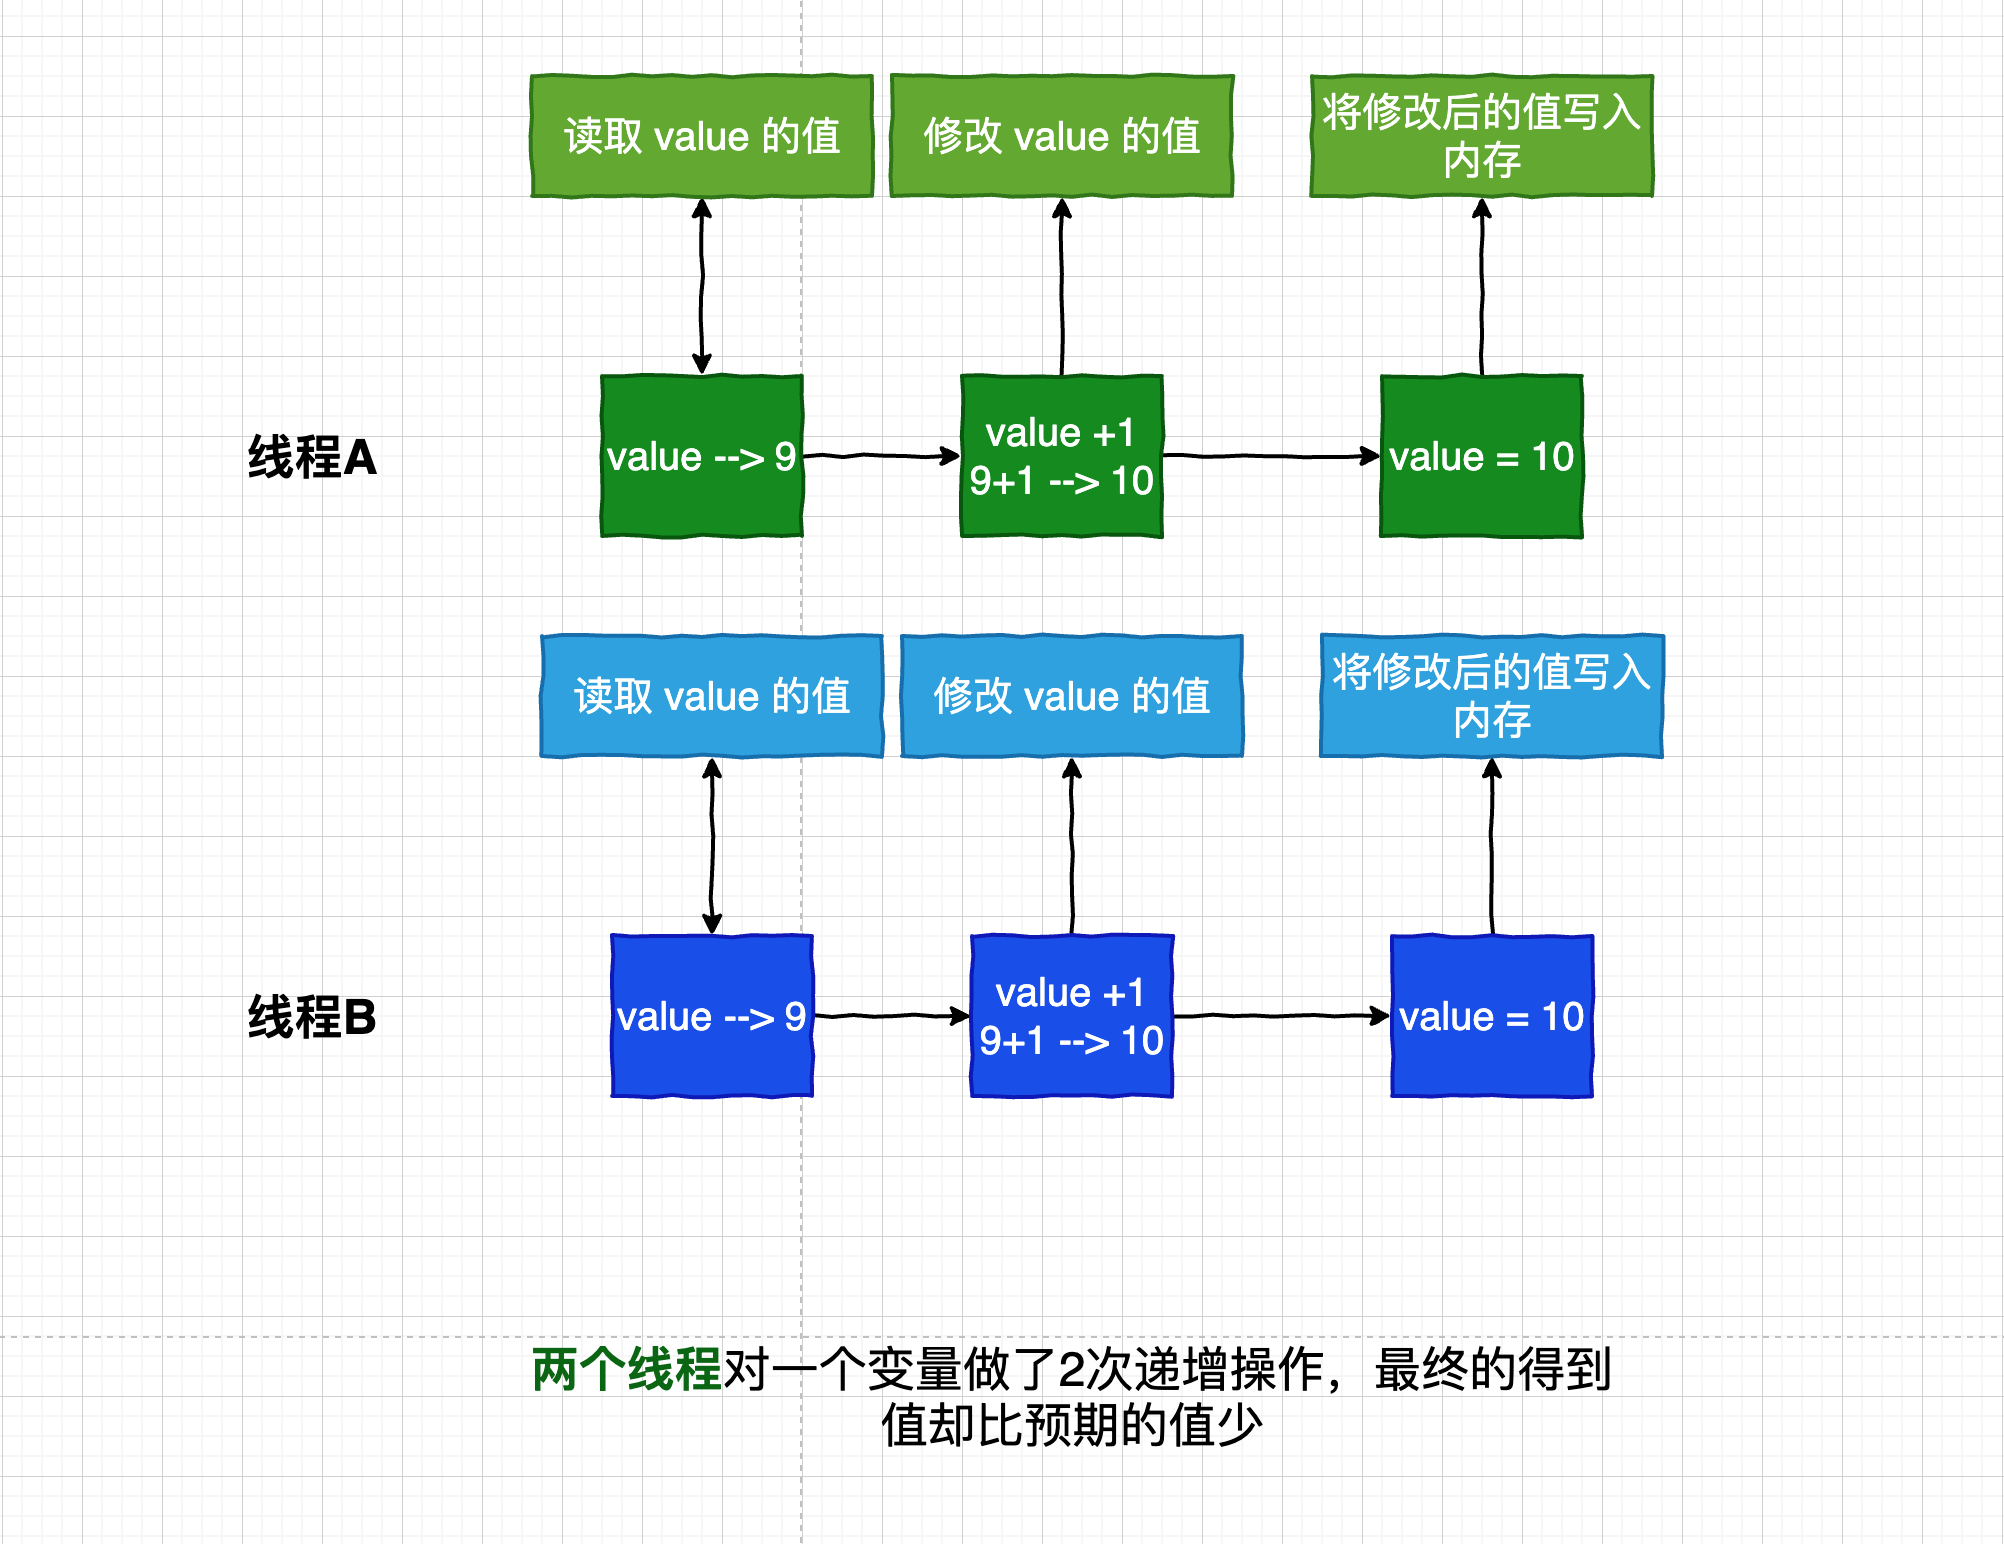 读取 value 的值
修改 value 的值
将修改后的值写入
内存
线程A
value --> 9
value +1
9+1 --> 10
value = 10
读取 value 的值
修改 value 的值
将修改后的值写入
内存
线程B
value --> 9
value +1
9+1 --> 10
value = 10
两个线程对一个变量做了2次递增操作，最终的得到
值却比预期的值少